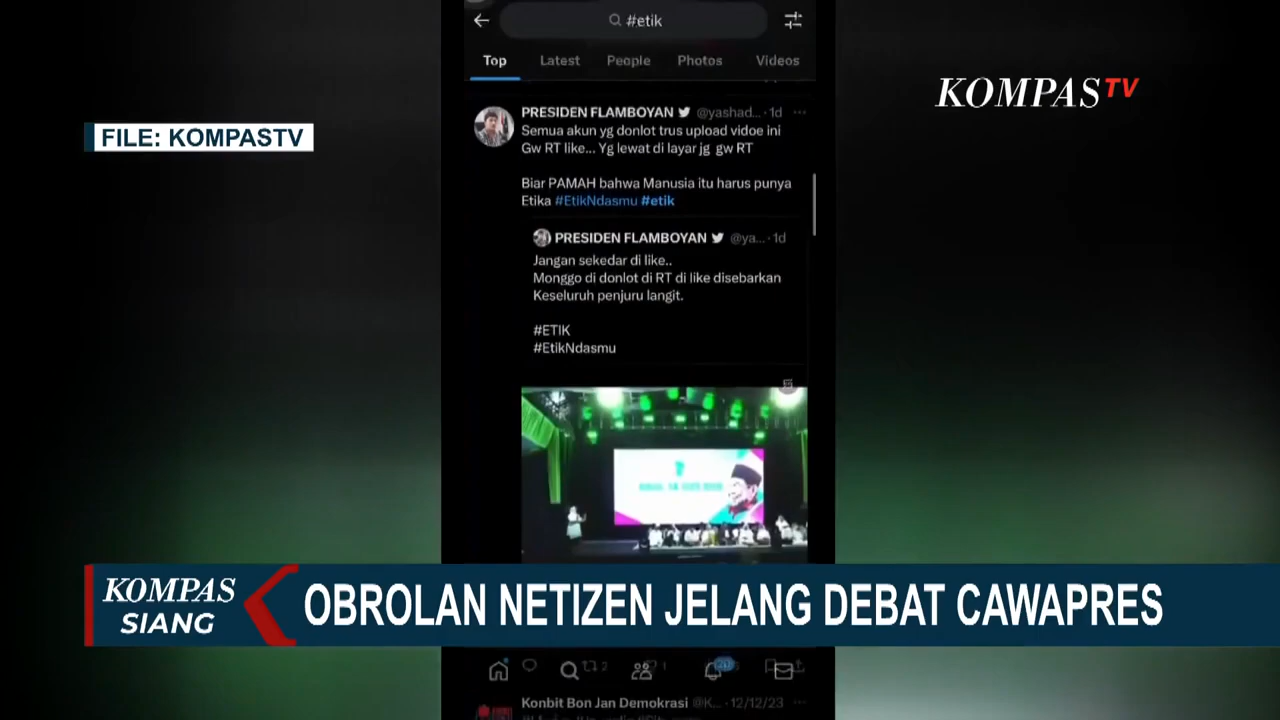 #etik
Top Latest People Photos Videos
KOMPASTV
FILE: KOMPASTV
PRESIDEN FLAMBOYAN @yashad... · 1d
Semua akun yg donlot trus upload vidoe ini
Gw RT like... Yg lewat di layar jg gw RT
Biar PAMAH bahwa Manusia itu harus punya
Etika #EtikNdasmu #etik
PRESIDEN FLAMBOYAN @ya... · 1d
Jangan sekedar di like..
Monggo di donlot di RT di like disebarkan
Keseluruh penjuru langit.
#ETIK
#EtikNdasmu
KOMPAS
SIANG
OBROLAN NETIZEN JELANG DEBAT CAWAPRES
Konbit Bon Jan Demokrasi @K... · 12/12/23